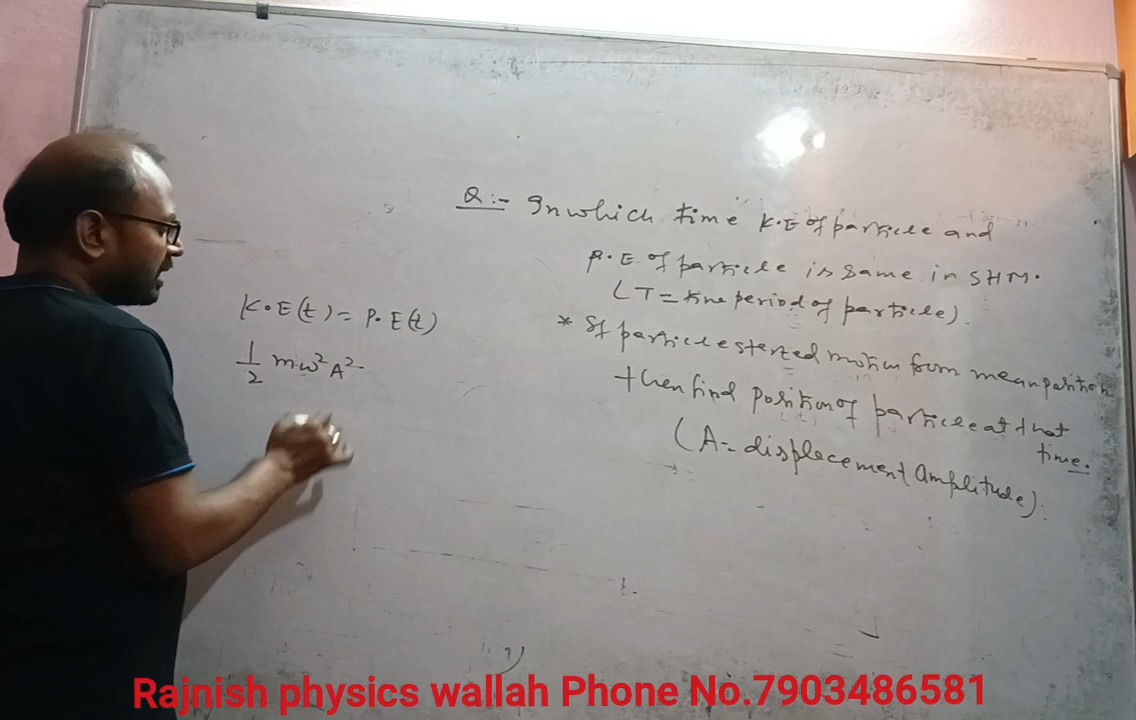 Q :- In which time K.E of particle and
P.E of particle is same in SHM.
(T = time period of particle).
* If particle started motion from mean position
then find position of particle at that
time.
(A - displacement amplitude).
K.E(t) = P.E(t)
1/2 mω²A²
Rajnish physics wallah Phone No.7903486581